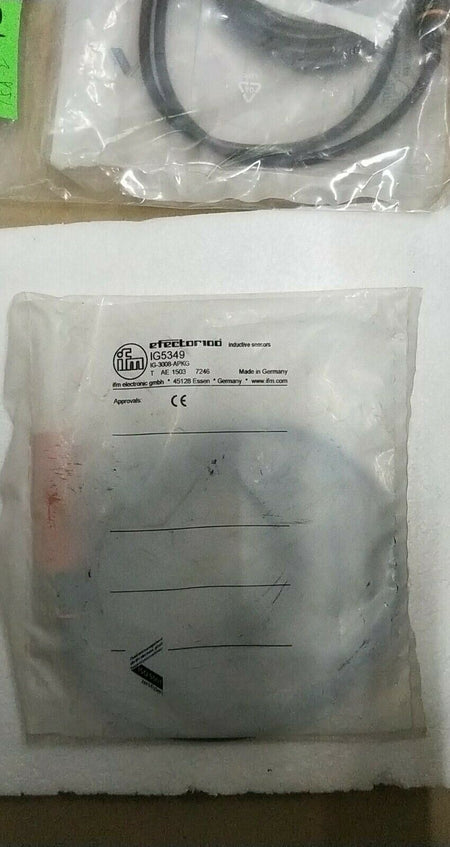 efector100 inductive sensors
ifm
IG5349
IG-3008-APKG
T AE 1503 7246 Made in Germany
ifm electronic gmbh * 45128 Essen * Germany * www.ifm.com
Approvals: CE